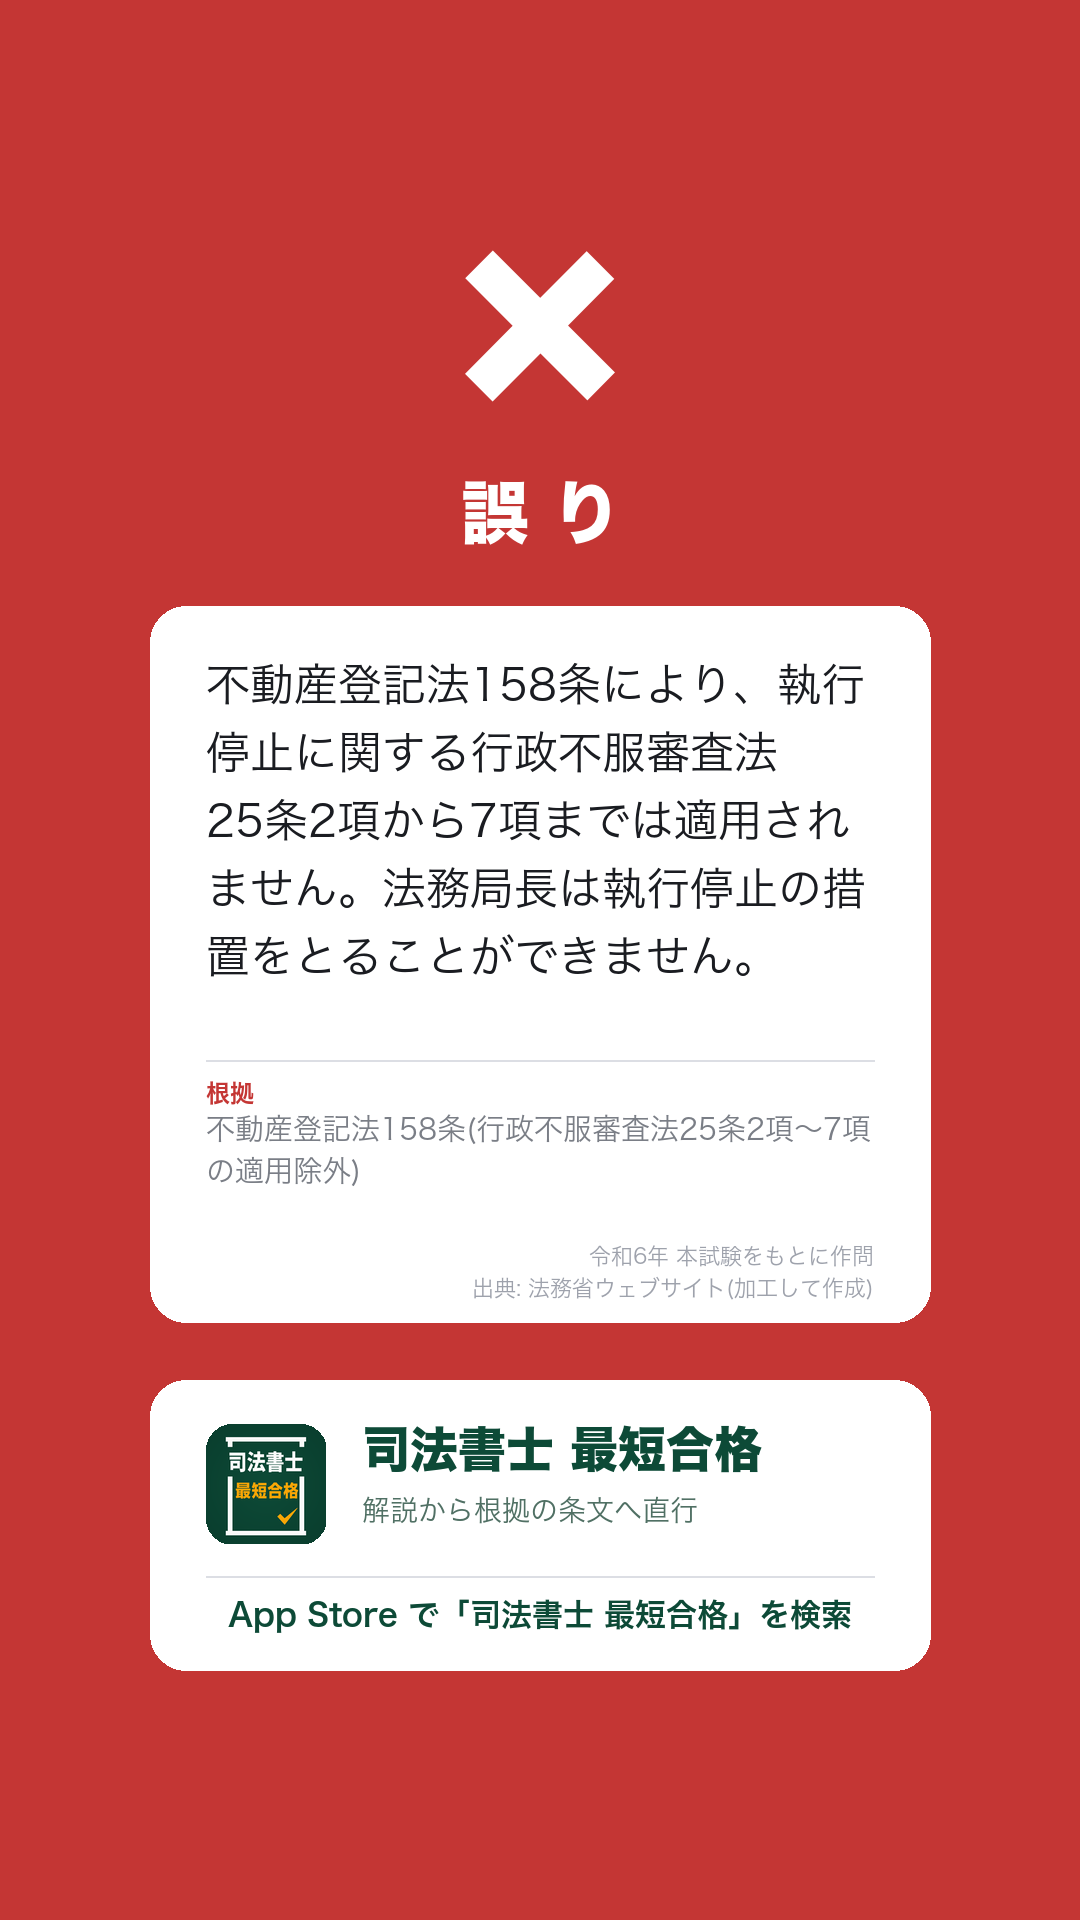 誤り
不動産登記法158条により、執行
停止に関する行政不服審査法
25条2項から7項までは適用され
ません。法務局長は執行停止の措
置をとることができません。
根拠
不動産登記法158条(行政不服審査法25条2項〜7項
の適用除外)
令和6年 本試験をもとに作問
出典: 法務省ウェブサイト(加工して作成)
司法書士
最短合格
司法書士 最短合格
解説から根拠の条文へ直行
App Store で「司法書士 最短合格」を検索